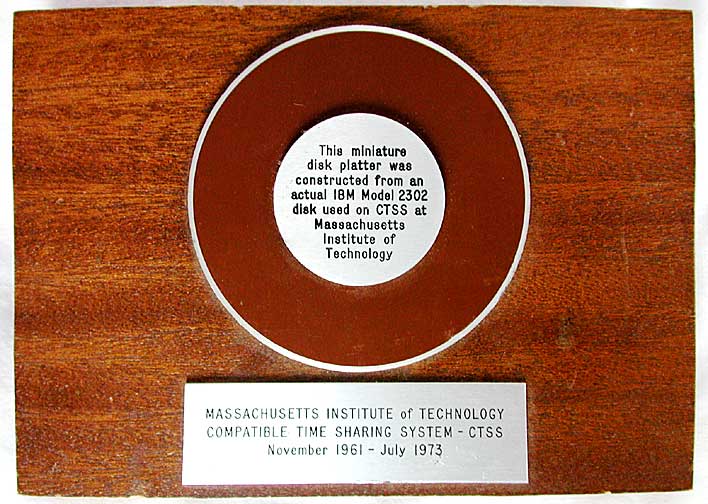 This miniature
disk platter was
constructed from an
actual IBM Model 2302
disk used on CTSS at
Massachusetts
Institute of
Technology
MASSACHUSETTS INSTITUTE of TECHNOLOGY
COMPATIBLE TIME SHARING SYSTEM - CTSS
November 1961 - July 1973